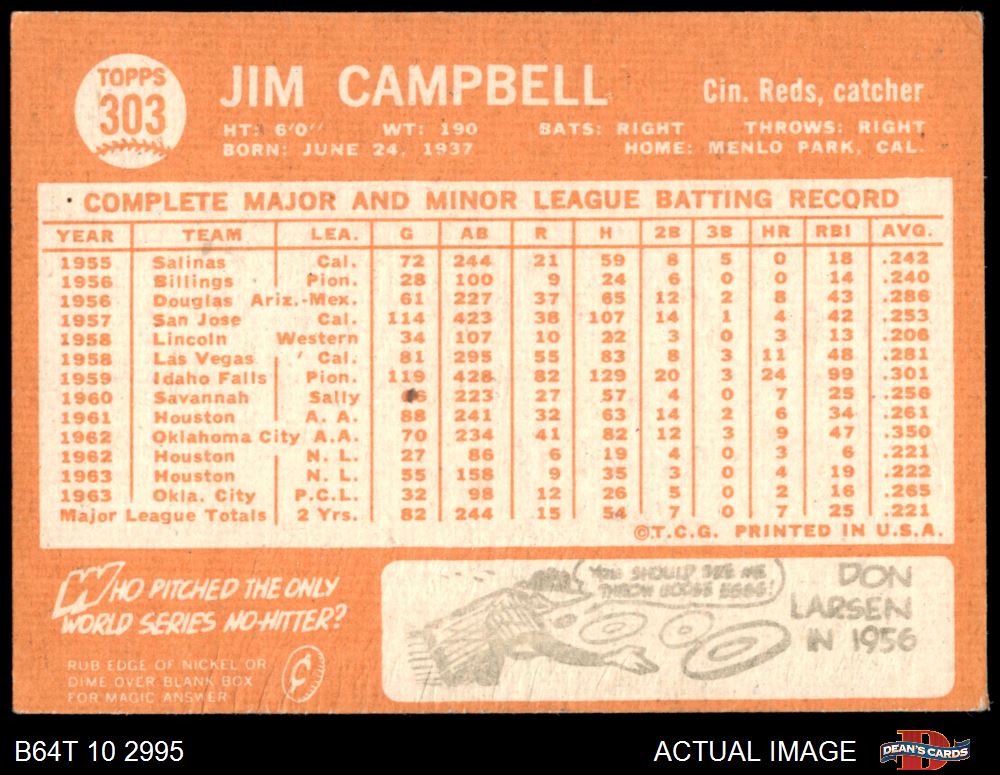 TOPPS
303
JIM CAMPBELL
Cin. Reds, catcher
HT: 6'0" WT: 190 BATS: RIGHT THROWS: RIGHT
BORN: JUNE 24, 1937 HOME: MENLO PARK, CAL.
COMPLETE MAJOR AND MINOR LEAGUE BATTING RECORD
YEAR TEAM LEA. G AB R H 2B 3B HR RBI AVG.
1955 Salinas Cal. 72 244 21 59 8 5 0 18 .242
1956 Billings Pion. 28 100 9 24 6 0 0 14 .240
1956 Douglas Ariz.-Mex. 61 227 37 65 12 2 8 43 .286
1957 San Jose Cal. 114 423 38 107 14 1 4 42 .253
1958 Lincoln Western 34 107 10 22 3 0 3 13 .206
1958 Las Vegas Cal. 81 295 55 83 8 3 11 48 .281
1959 Idaho Falls Pion. 119 428 82 129 20 3 24 99 .301
1960 Savannah Sally 223 27 57 4 0 7 25 .256
1961 Houston A. A. 88 241 32 63 14 2 6 34 .261
1962 Oklahoma City A.A. 70 234 41 82 12 3 9 47 .350
1962 Houston N. L. 27 86 6 19 4 0 3 6 .221
1963 Houston N. L. 55 158 9 35 3 0 4 19 .222
1963 Okla. City P.C.L. 32 98 12 26 5 0 2 16 .265
Major League Totals 2 Yrs. 82 244 15 54 7 0 7 25 .221
©T.C.G. PRINTED IN U.S.A.
WHO PITCHED THE ONLY
WORLD SERIES NO-HITTER?
RUB EDGE OF NICKEL OR
DIME OVER BLANK BOX
FOR MAGIC ANSWER
YOU SHOULD SEE ME
THROW GOOSE EGGS!
DON
LARSEN
IN 1956
B64T 10 2995
ACTUAL IMAGE
D
DEAN'S CARDS